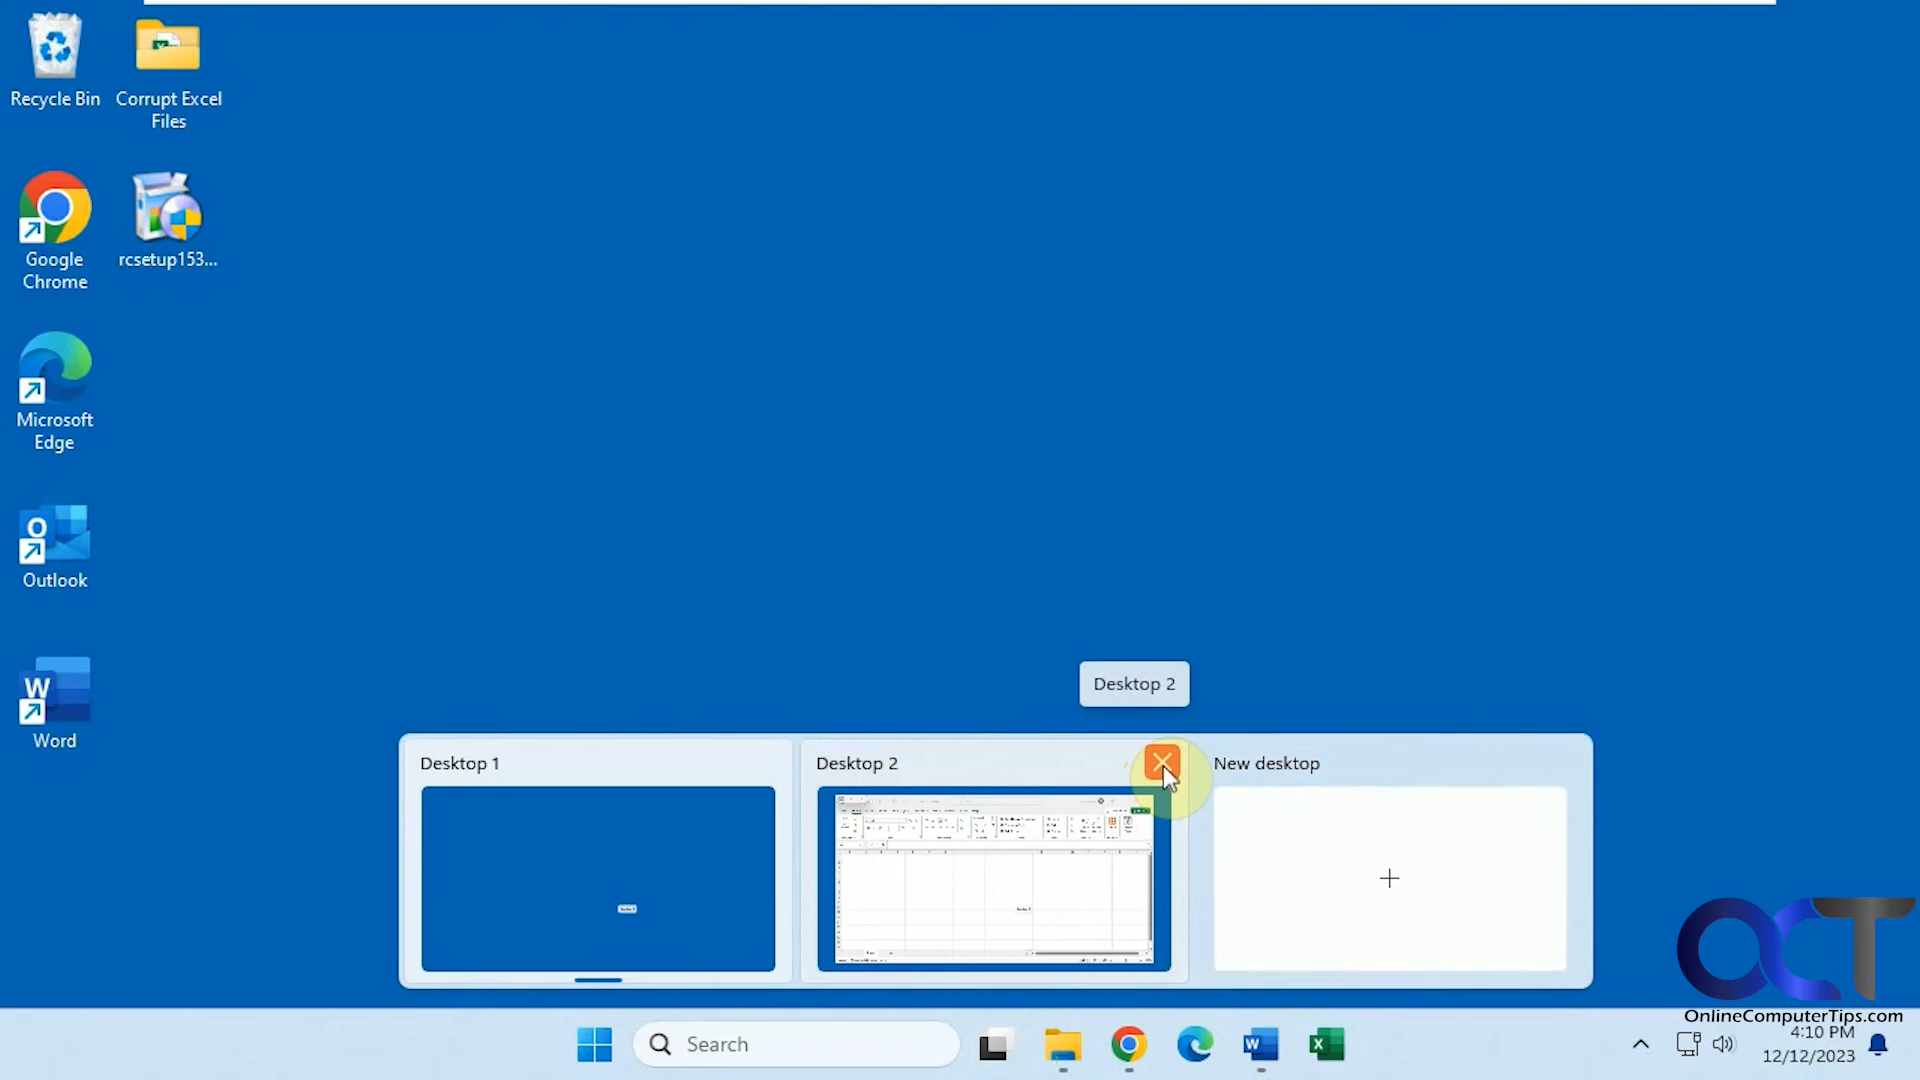 Recycle Bin
Corrupt Excel
Files
Google
Chrome
rcsetup153...
Microsoft
Edge
Outlook
Word
Desktop 2
Desktop 1
Desktop 2
New desktop
OCT
OnlineComputerTips.com
Search
4:10 PM
12/12/2023